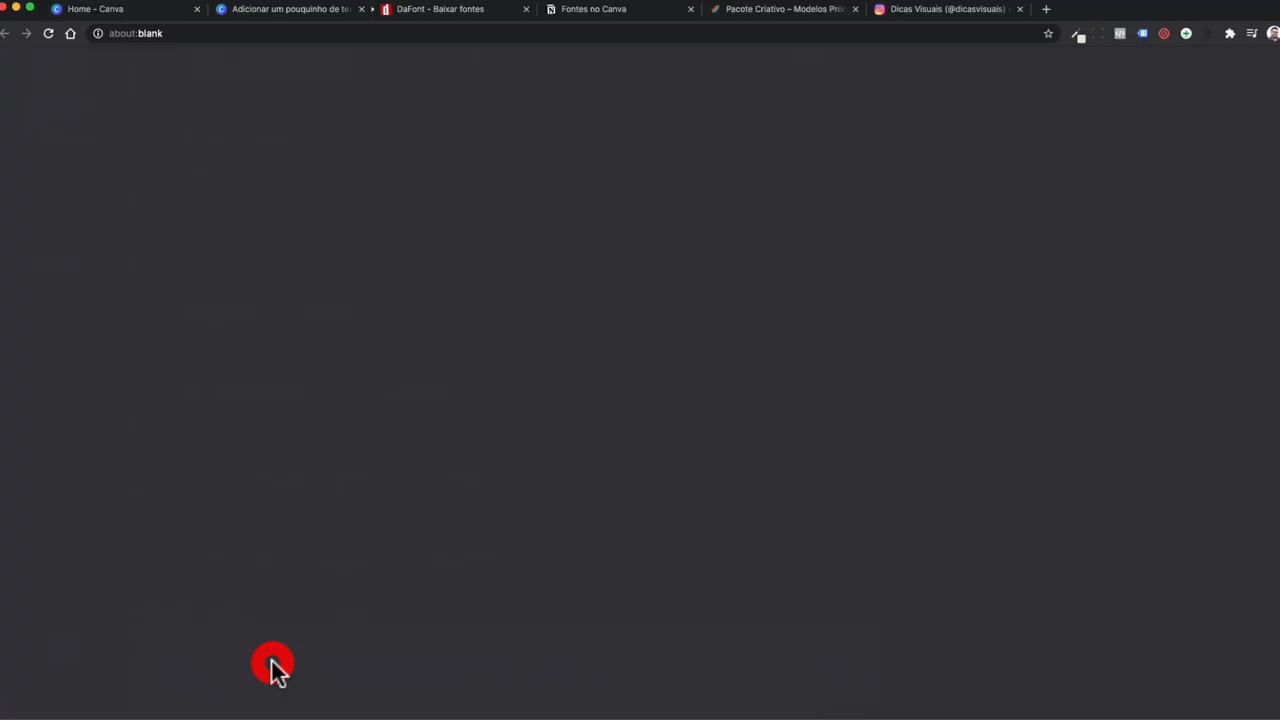 Home - Canva
Adicionar um pouquinho de te
DaFont - Baixar fontes
Fontes no Canva
Pacote Criativo – Modelos Pro
Dicas Visuais (@dicasvisuais) -
about:blank